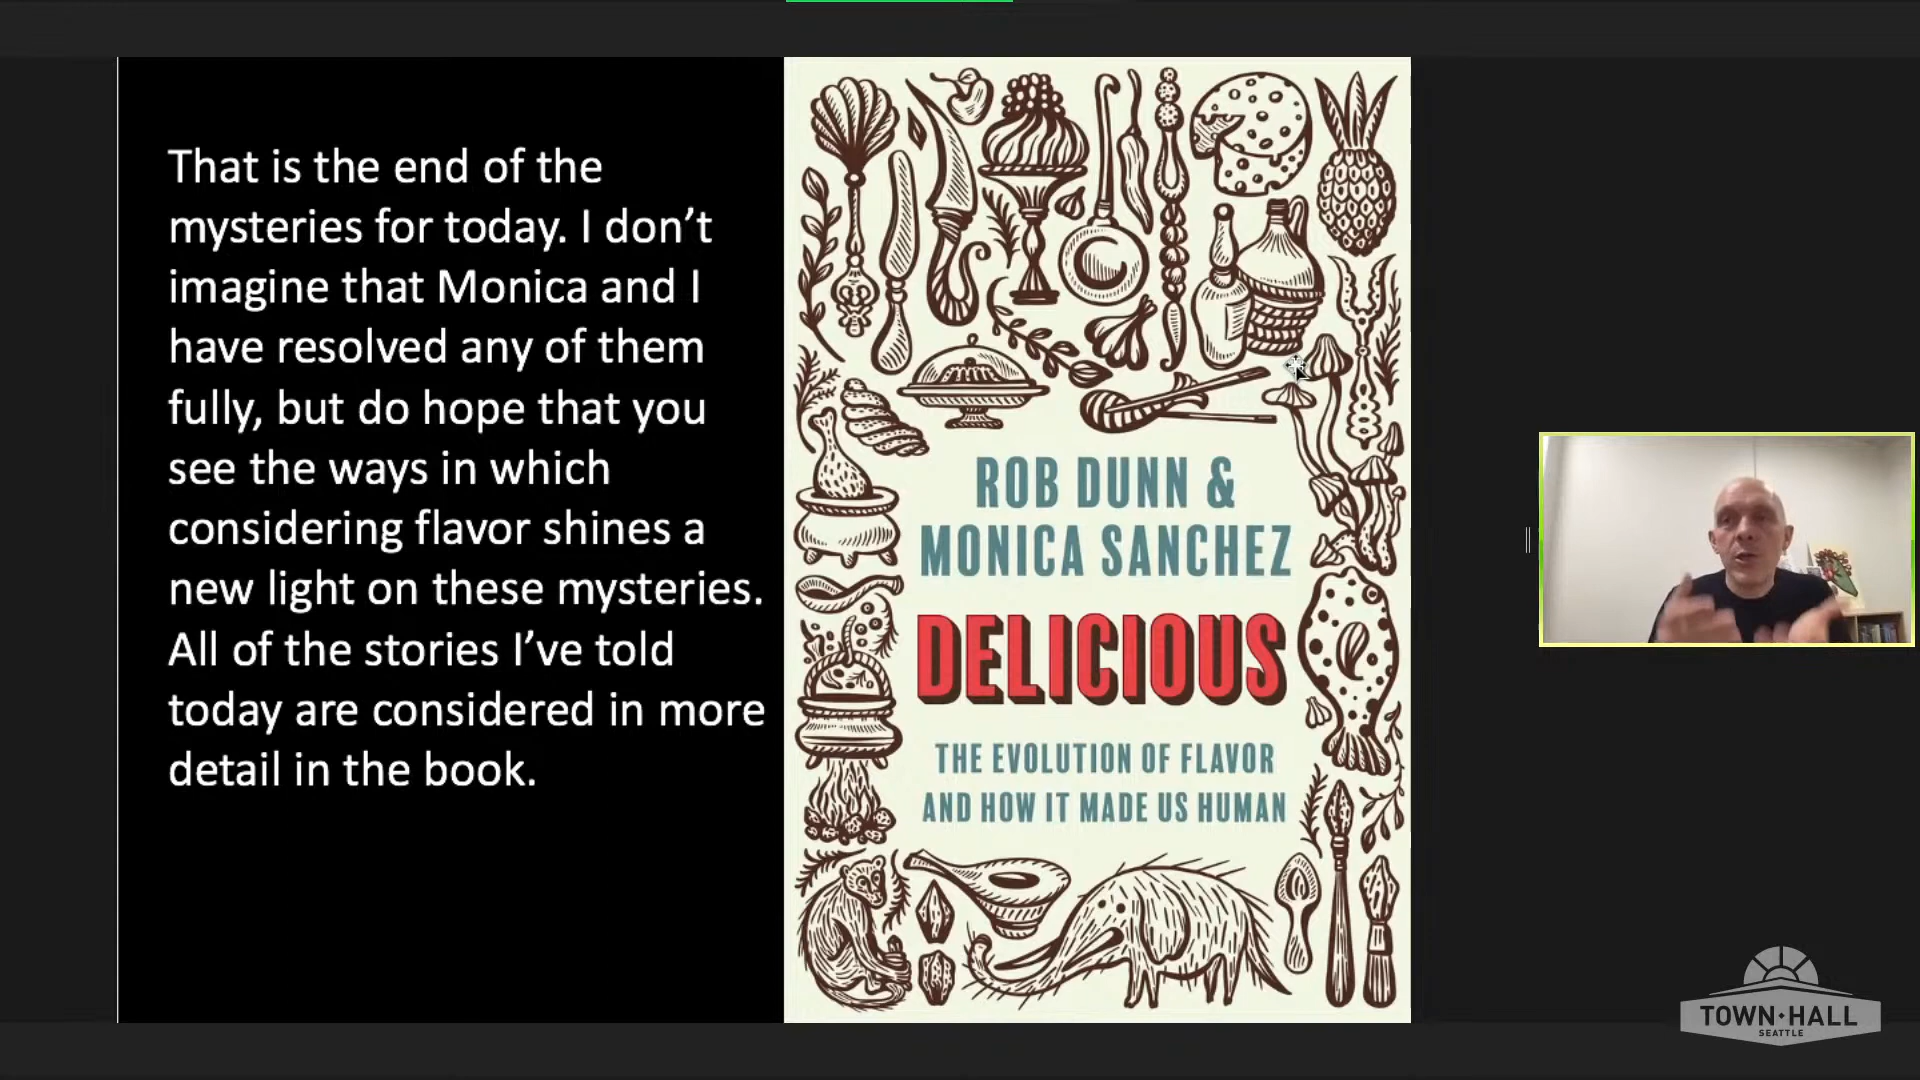 That is the end of the
mysteries for today. I don’t
imagine that Monica and I
have resolved any of them
fully, but do hope that you
see the ways in which
considering flavor shines a
new light on these mysteries.
All of the stories I’ve told
today are considered in more
detail in the book.
ROB DUNN &
MONICA SANCHEZ
DELICIOUS
THE EVOLUTION OF FLAVOR
AND HOW IT MADE US HUMAN
TOWN·HALL
SEATTLE